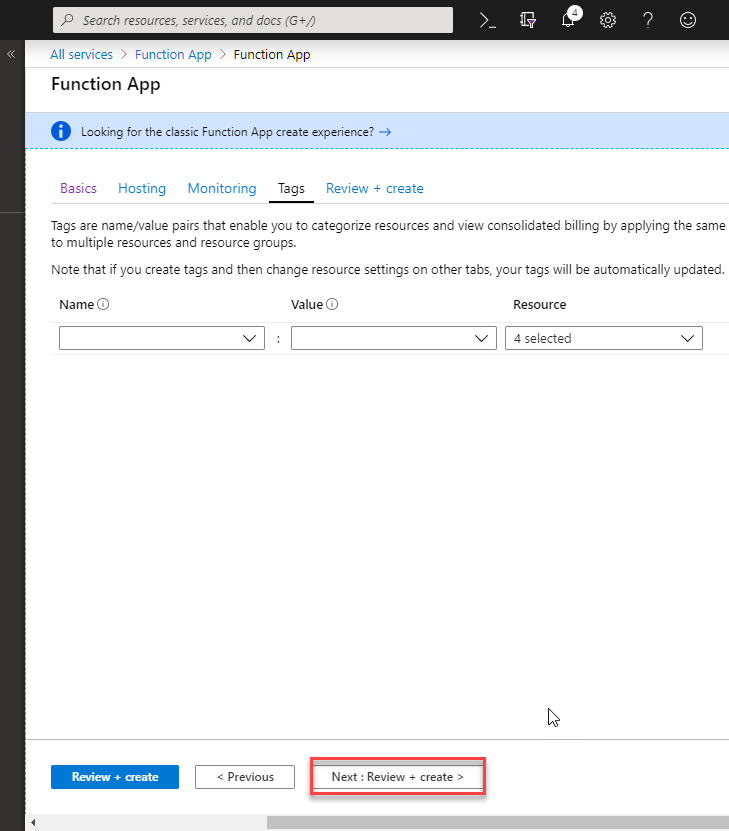 Search resources, services, and docs (G+/)
4
All services > Function App > Function App
Function App
Looking for the classic Function App create experience? →
Basics Hosting Monitoring Tags Review + create
Tags are name/value pairs that enable you to categorize resources and view consolidated billing by applying the same
to multiple resources and resource groups.
Note that if you create tags and then change resource settings on other tabs, your tags will be automatically updated.
Name Value Resource
: 4 selected
Review + create < Previous Next : Review + create >